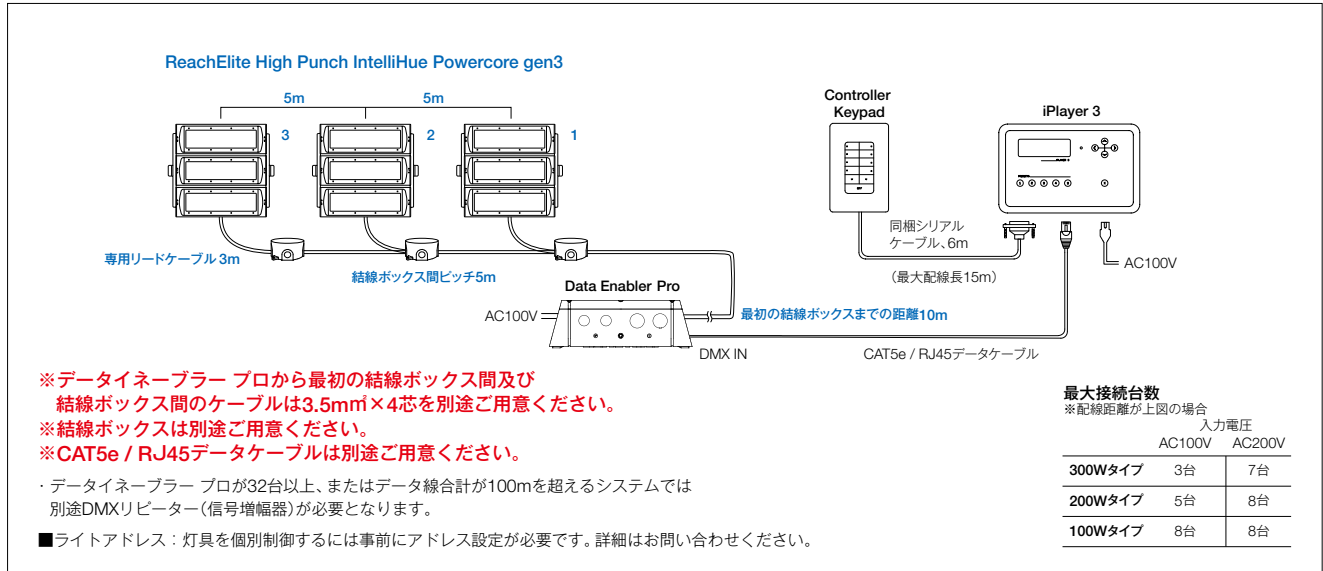 ReachElite High Punch IntelliHue Powercore gen3
5m
5m
3
2
1
専用リードケーブル 3m
結線ボックス間ピッチ5m
Data Enabler Pro
AC100V
最初の結線ボックスまでの距離10m
DMX IN
CAT5e / RJ45データケーブル
Controller
Keypad
iPlayer 3
同梱シリアル
ケーブル、6m
（最大配線長15m）
AC100V
※データイネーブラー プロから最初の結線ボックス間及び
結線ボックス間のケーブルは3.5m㎡×4芯を別途ご用意ください。
※結線ボックスは別途ご用意ください。
※CAT5e / RJ45データケーブルは別途ご用意ください。
・データイネーブラー プロが32台以上、またはデータ線合計が100mを超えるシステムでは
別途DMXリピーター（信号増幅器）が必要となります。
■ライトアドレス：灯具を個別制御するには事前にアドレス設定が必要です。詳細はお問い合わせください。
最大接続台数
※配線距離が上図の場合
入力電圧
AC100V AC200V
300Wタイプ 3台 7台
200Wタイプ 5台 8台
100Wタイプ 8台 8台